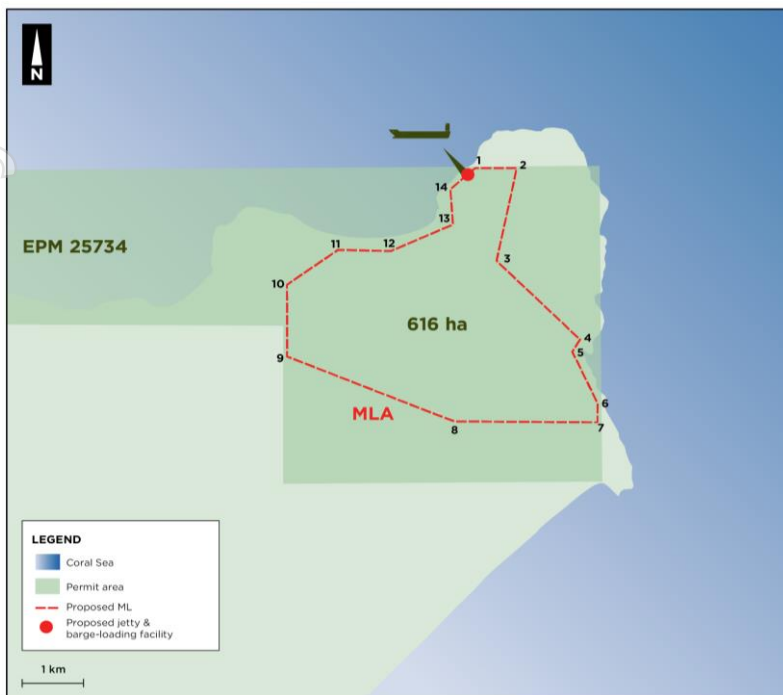 N
1
2
14
13
3
11
12
EPM 25734
10
616 ha
4
5
9
MLA
6
8
7
LEGEND
Coral Sea
Permit area
Proposed ML
Proposed jetty &
barge-loading facility
1 km